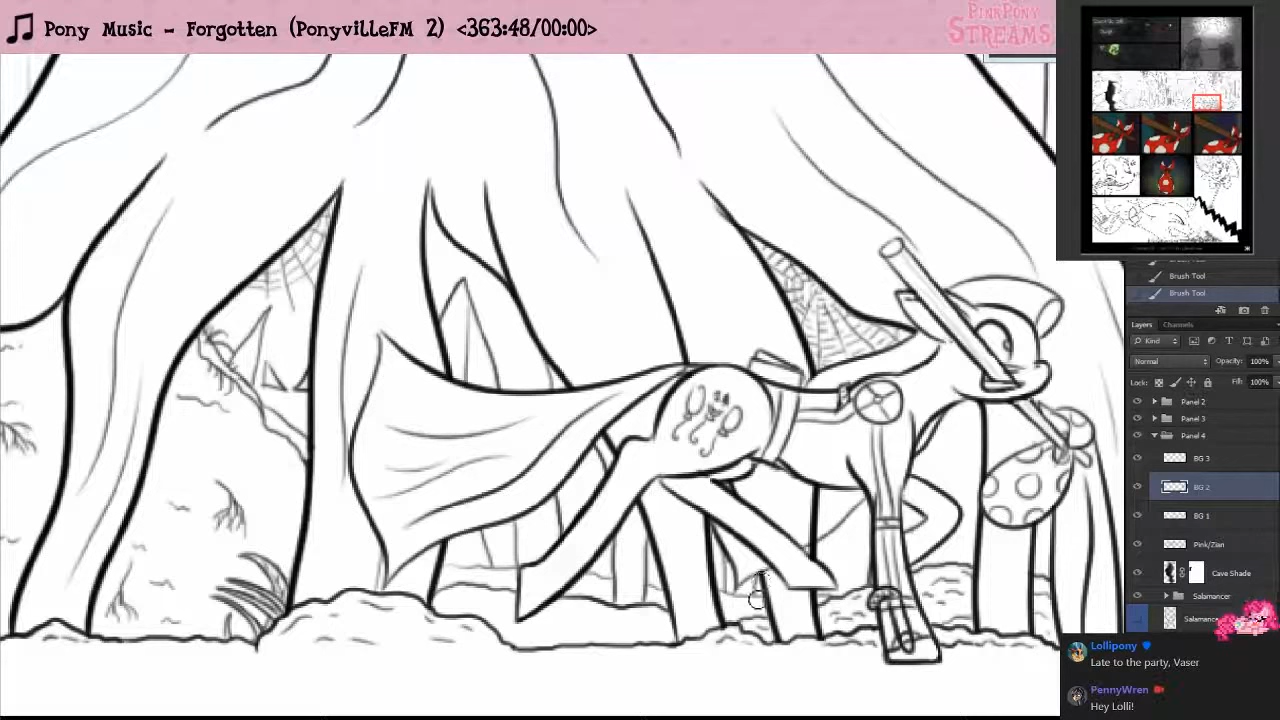 Pony Music - Forgotten (PonyvilleFM 2) <363:48/00:00>
PINKPONY
STREAMS
Brush Tool
Brush Tool
Layers Channels
Kind
Normal Opacity: 100%
Lock: Fill: 100%
Panel 2
Panel 3
Panel 4
BG 3
BG 2
BG 1
Pink/Zian
Cave Shade
Salamancer
Lollipony
Late to the party, Vaser
PennyWren
Hey Lolli!